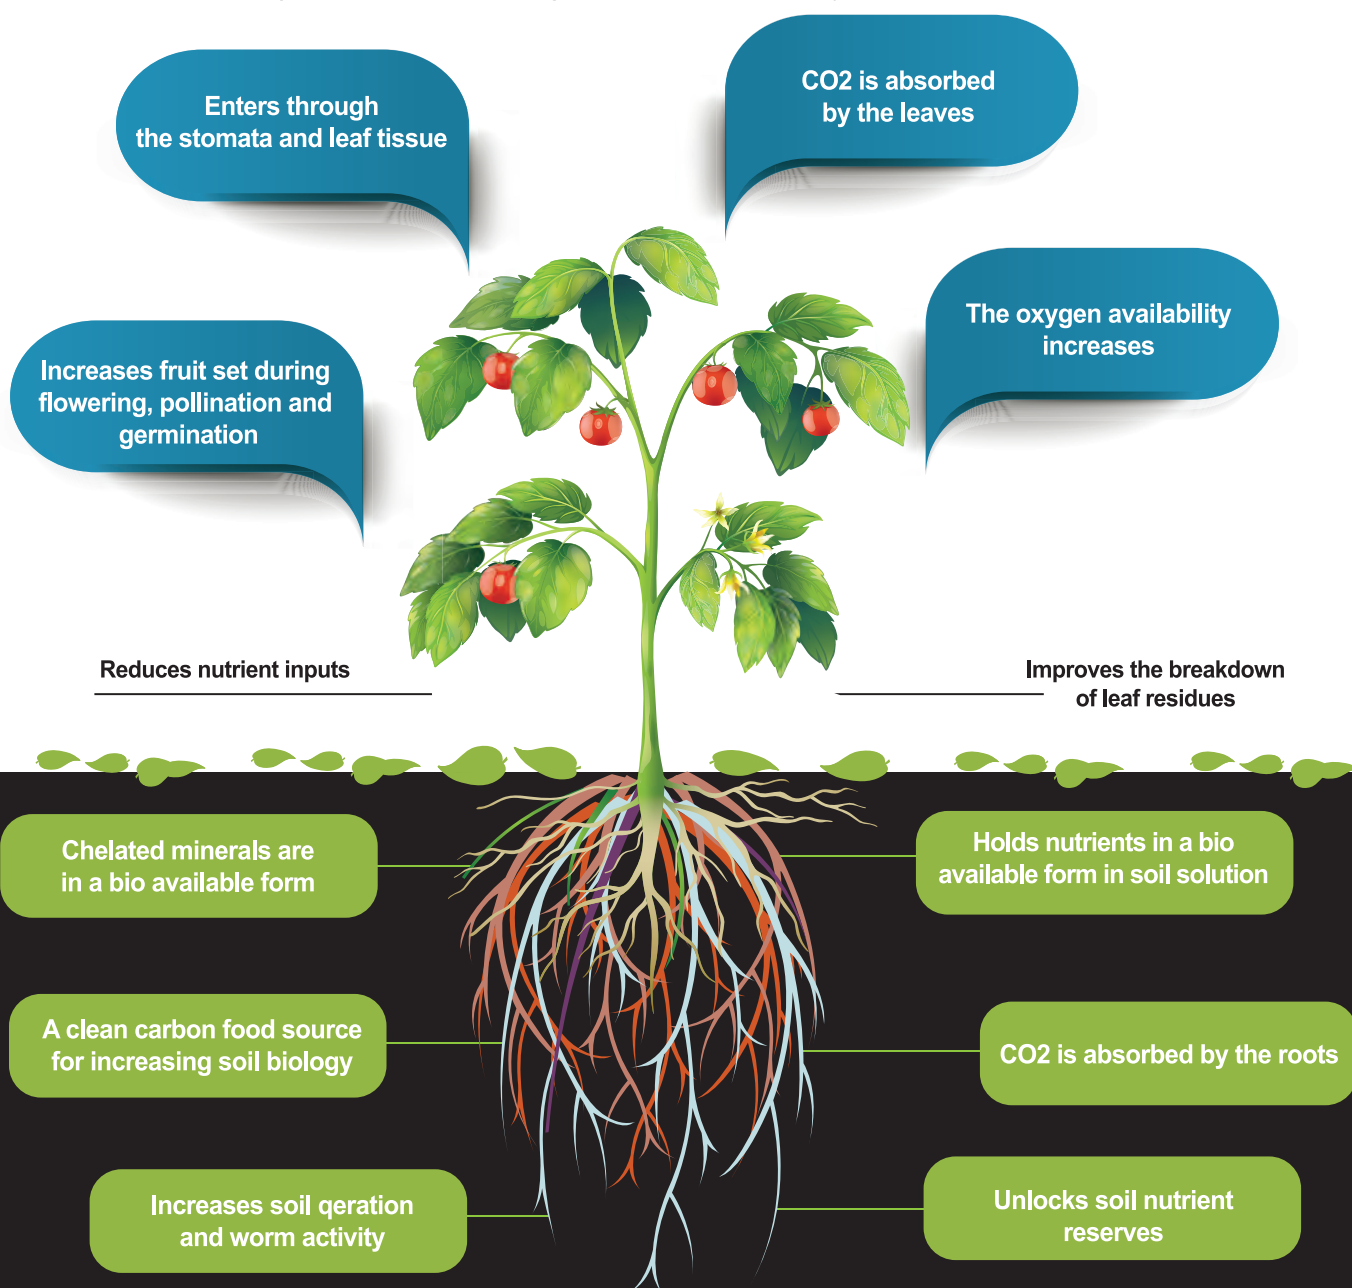 Enters through
the stomata and leaf tissue
CO2 is absorbed
by the leaves
The oxygen availability
increases
Increases fruit set during
flowering, pollination and
germination
Reduces nutrient inputs
Improves the breakdown
of leaf residues
Chelated minerals are
in a bio available form
Holds nutrients in a bio
available form in soil solution
A clean carbon food source
for increasing soil biology
CO2 is absorbed by the roots
Increases soil qeration
and worm activity
Unlocks soil nutrient
reserves